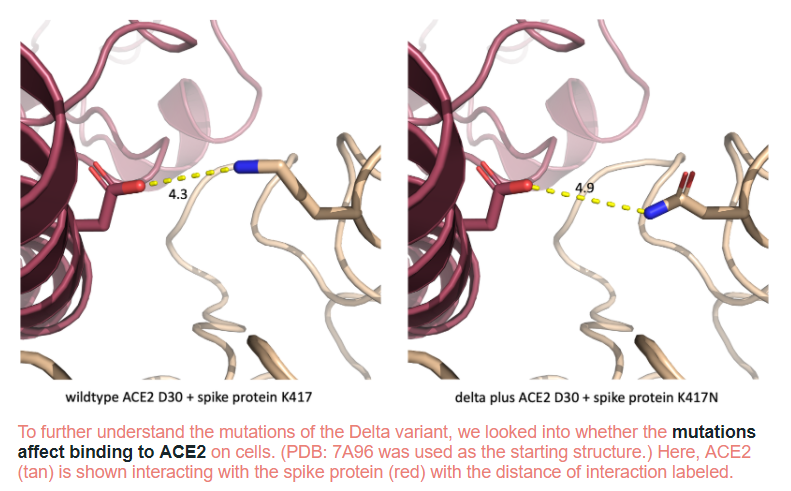 4.3
4.9
wildtype ACE2 D30 + spike protein K417
delta plus ACE2 D30 + spike protein K417N
To further understand the mutations of the Delta variant, we looked into whether the mutations
affect binding to ACE2 on cells. (PDB: 7A96 was used as the starting structure.) Here, ACE2
(tan) is shown interacting with the spike protein (red) with the distance of interaction labeled.